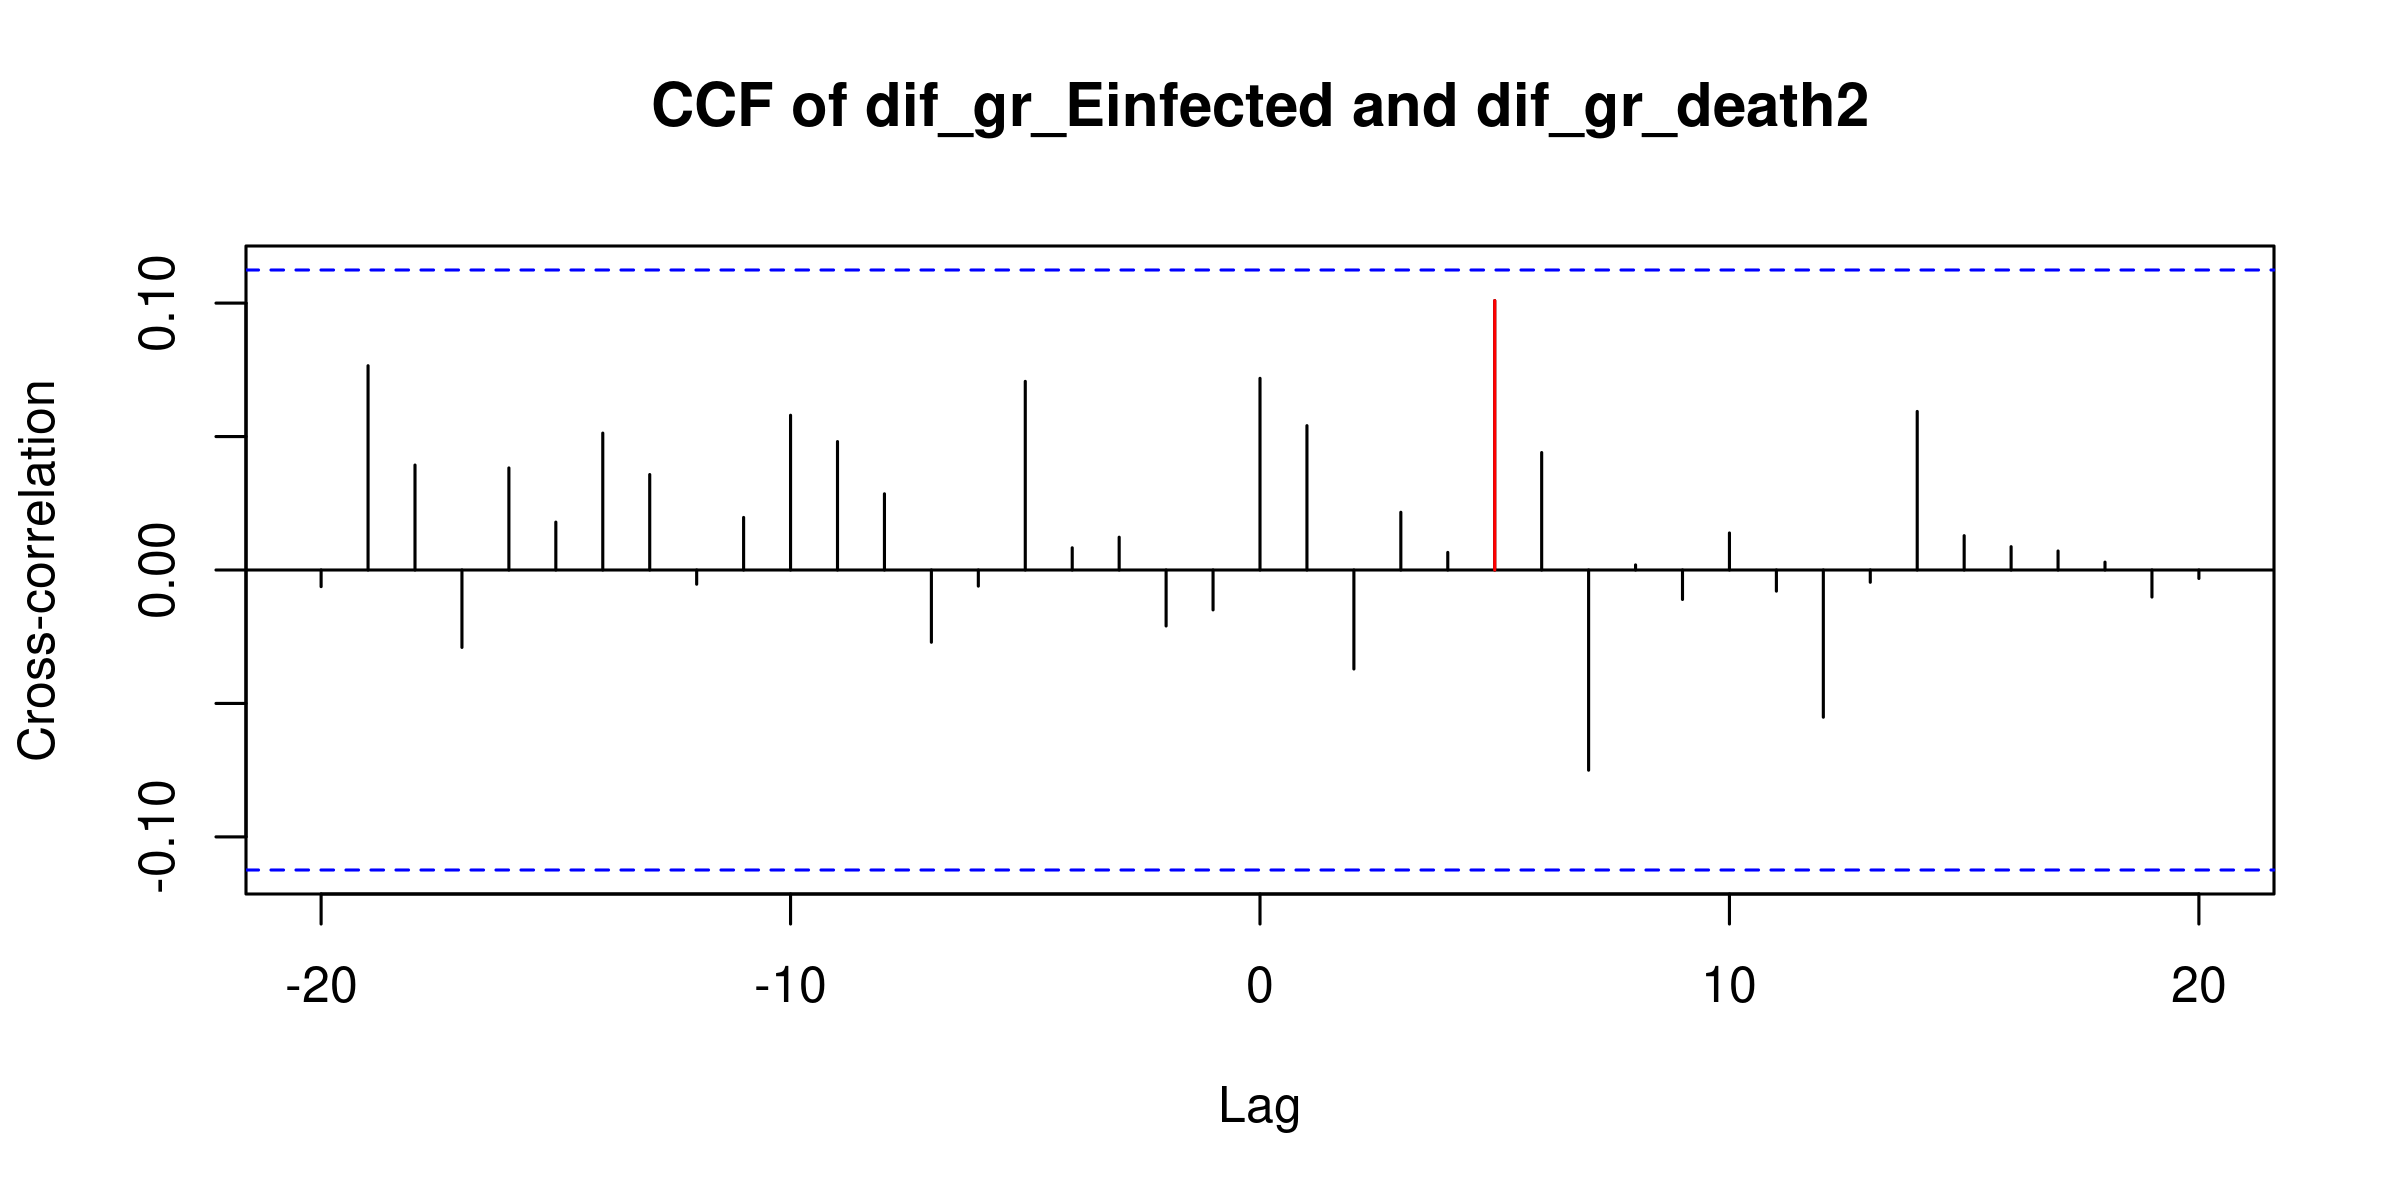 CCF of dif_gr_Einfected and dif_gr_death2
Cross-correlation
0.10
0.00
-0.10
-20 -10 0 10 20
Lag